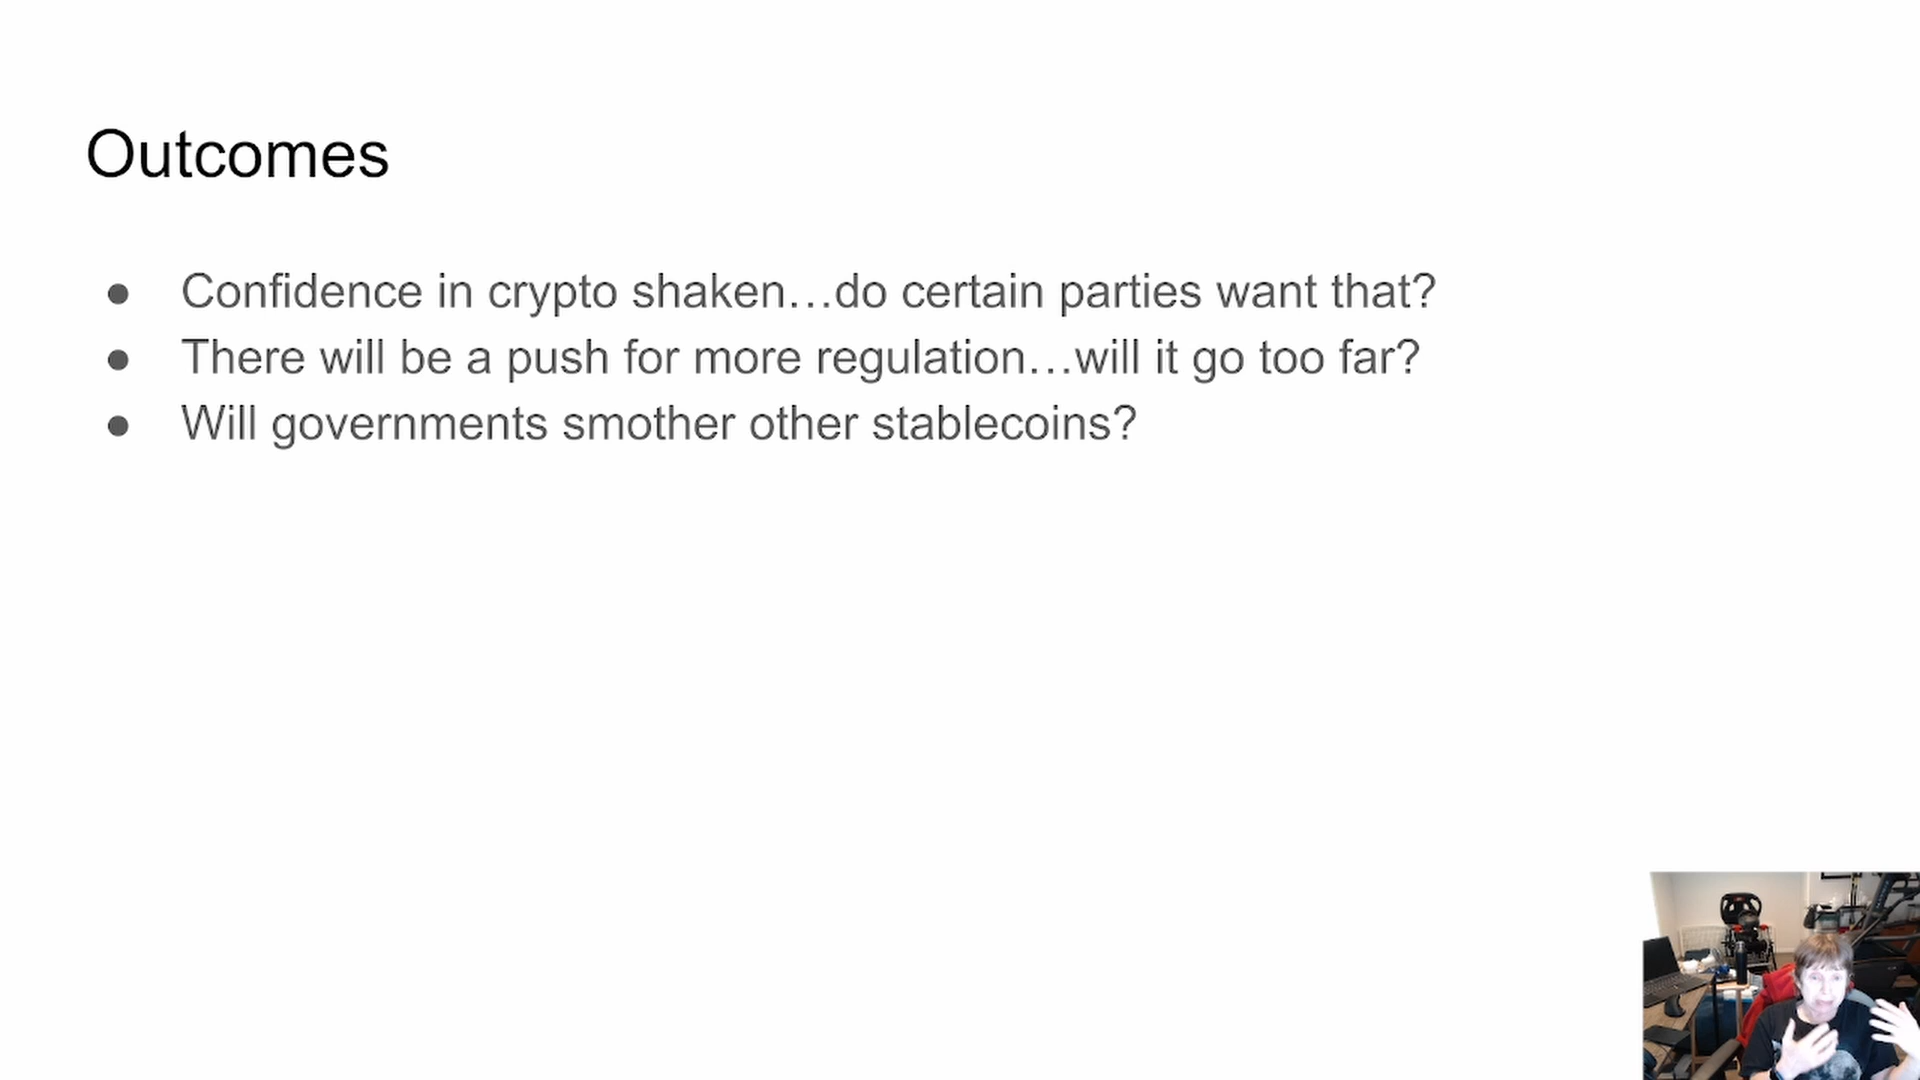 Outcomes
● Confidence in crypto shaken…do certain parties want that?
● There will be a push for more regulation…will it go too far?
● Will governments smother other stablecoins?